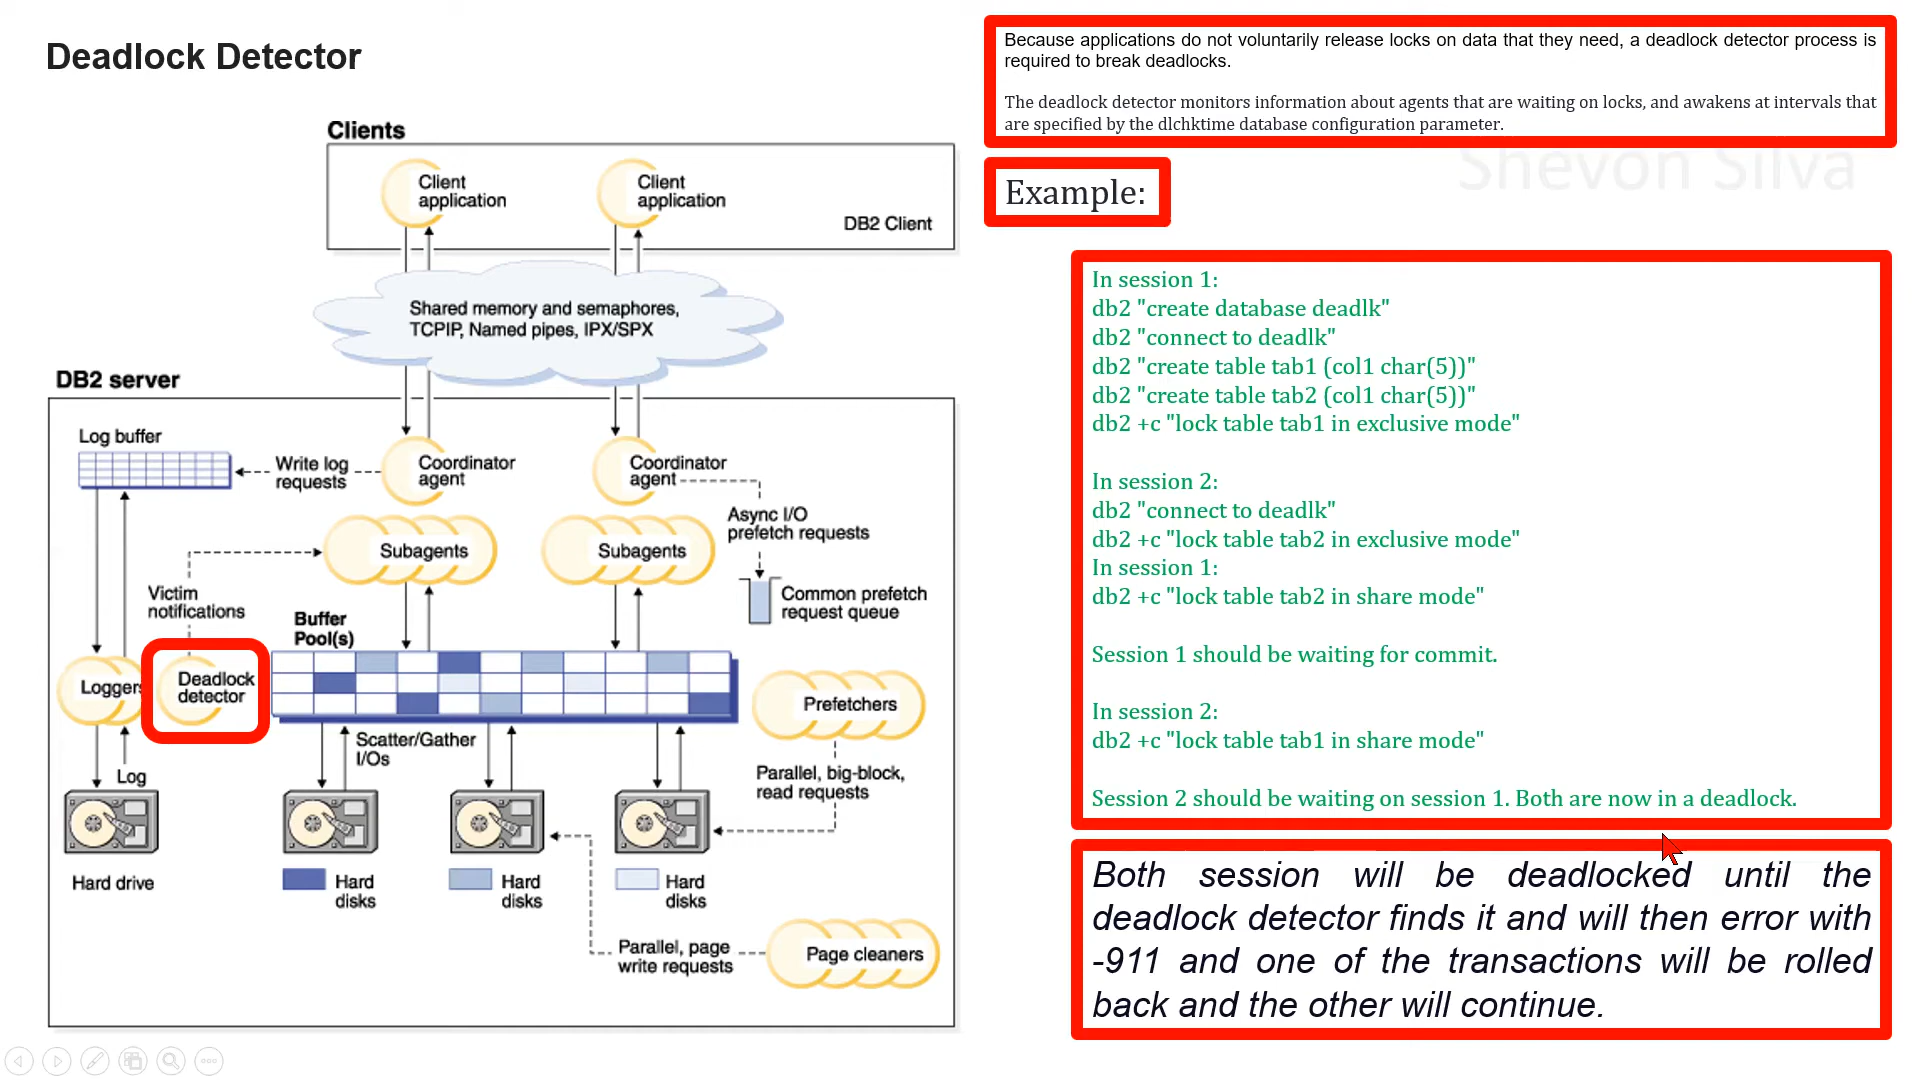 Deadlock Detector
Because applications do not voluntarily release locks on data that they need, a deadlock detector process is
required to break deadlocks.
The deadlock detector monitors information about agents that are waiting on locks, and awakens at intervals that
are specified by the dlchktime database configuration parameter.
Shevon Silva
Example:
Clients
Client
application
Client
application
DB2 Client
Shared memory and semaphores,
TCPIP, Named pipes, IPX/SPX
DB2 server
Log buffer
Write log
requests
Coordinator
agent
Coordinator
agent
Async I/O
prefetch requests
Subagents
Subagents
Victim
notifications
Common prefetch
request queue
Buffer
Pool(s)
Loggers
Deadlock
detector
Prefetchers
Scatter/Gather
I/Os
Log
Parallel, big-block,
read requests
Hard drive
Hard
disks
Hard
disks
Hard
disks
Parallel, page
write requests
Page cleaners
In session 1:
db2 "create database deadlk"
db2 "connect to deadlk"
db2 "create table tab1 (col1 char(5))"
db2 "create table tab2 (col1 char(5))"
db2 +c "lock table tab1 in exclusive mode"
In session 2:
db2 "connect to deadlk"
db2 +c "lock table tab2 in exclusive mode"
In session 1:
db2 +c "lock table tab2 in share mode"
Session 1 should be waiting for commit.
In session 2:
db2 +c "lock table tab1 in share mode"
Session 2 should be waiting on session 1. Both are now in a deadlock.
Both session will be deadlocked until the
deadlock detector finds it and will then error with
-911 and one of the transactions will be rolled
back and the other will continue.